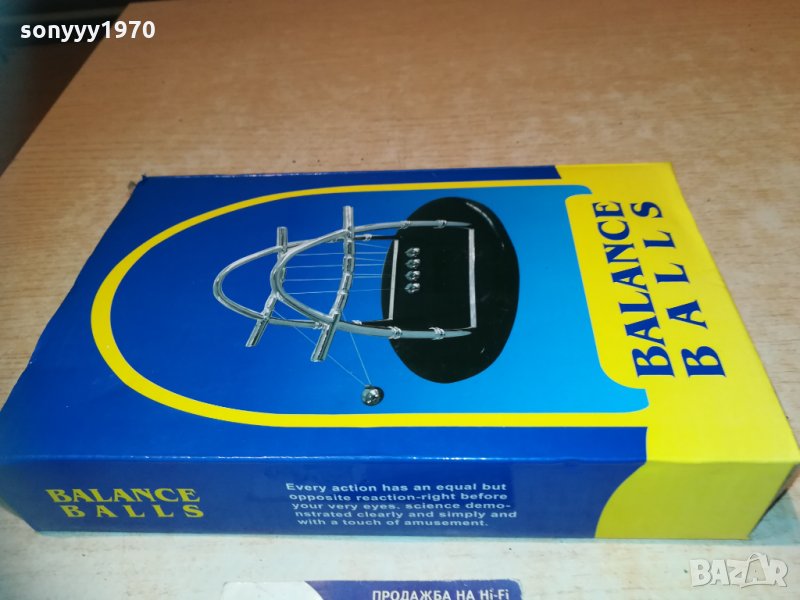 sonyyy1970
BALANCE
BALLS
BALANCE
BALLS
Every action has an equal but
opposite reaction-right before
your very eyes. science demo-
nstrated clearly and simply and
with a touch of amusement.
ПРОДАЖБА НА Hi-Fi
BAZAR